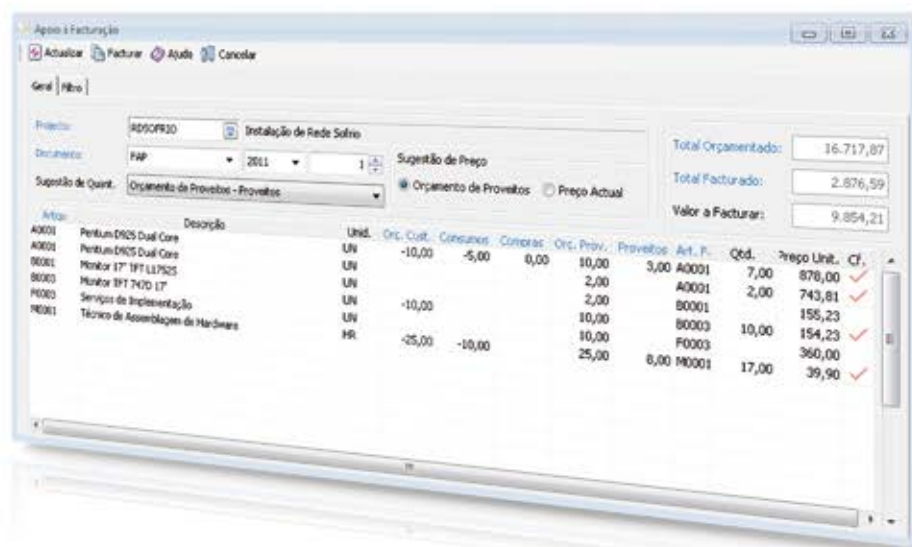 Apoio à Facturação
Actualizar Facturar Ajuda Cancelar
Geral Filtro
Projecto: RDSOFRIO Instalação de Rede Sofrio
Documento: FAP 2011 1
Sugestão de Quant. Orçamento de Proveitos - Proveitos
Sugestão de Preço
Orçamento de Proveitos Preço Actual
Total Orçamentado: 16.717,87
Total Facturado: 2.876,59
Valor a Facturar: 9.854,21
Artigo Descrição Unid. Orç. Cust. Consumos Compras Orç. Prov. Proveitos Art. F. Qtd. Preço Unit. Cf.
A0001 Pentium D925 Dual Core UN -10,00 -5,00 0,00 10,00 3,00 A0001 7,00 878,00
A0001 Pentium D925 Dual Core UN 2,00 A0001 2,00 743,81
B0001 Monitor 17" TFT L1752S UN 2,00 B0001 155,23
B0003 Monitor TFT 747D 17" UN -10,00 10,00 B0003 10,00 154,23
F0003 Serviços de Implementação UN 10,00 F0003 360,00
M0001 Técnico de Assemblagem de Hardware HR -25,00 -10,00 25,00 8,00 M0001 17,00 39,90